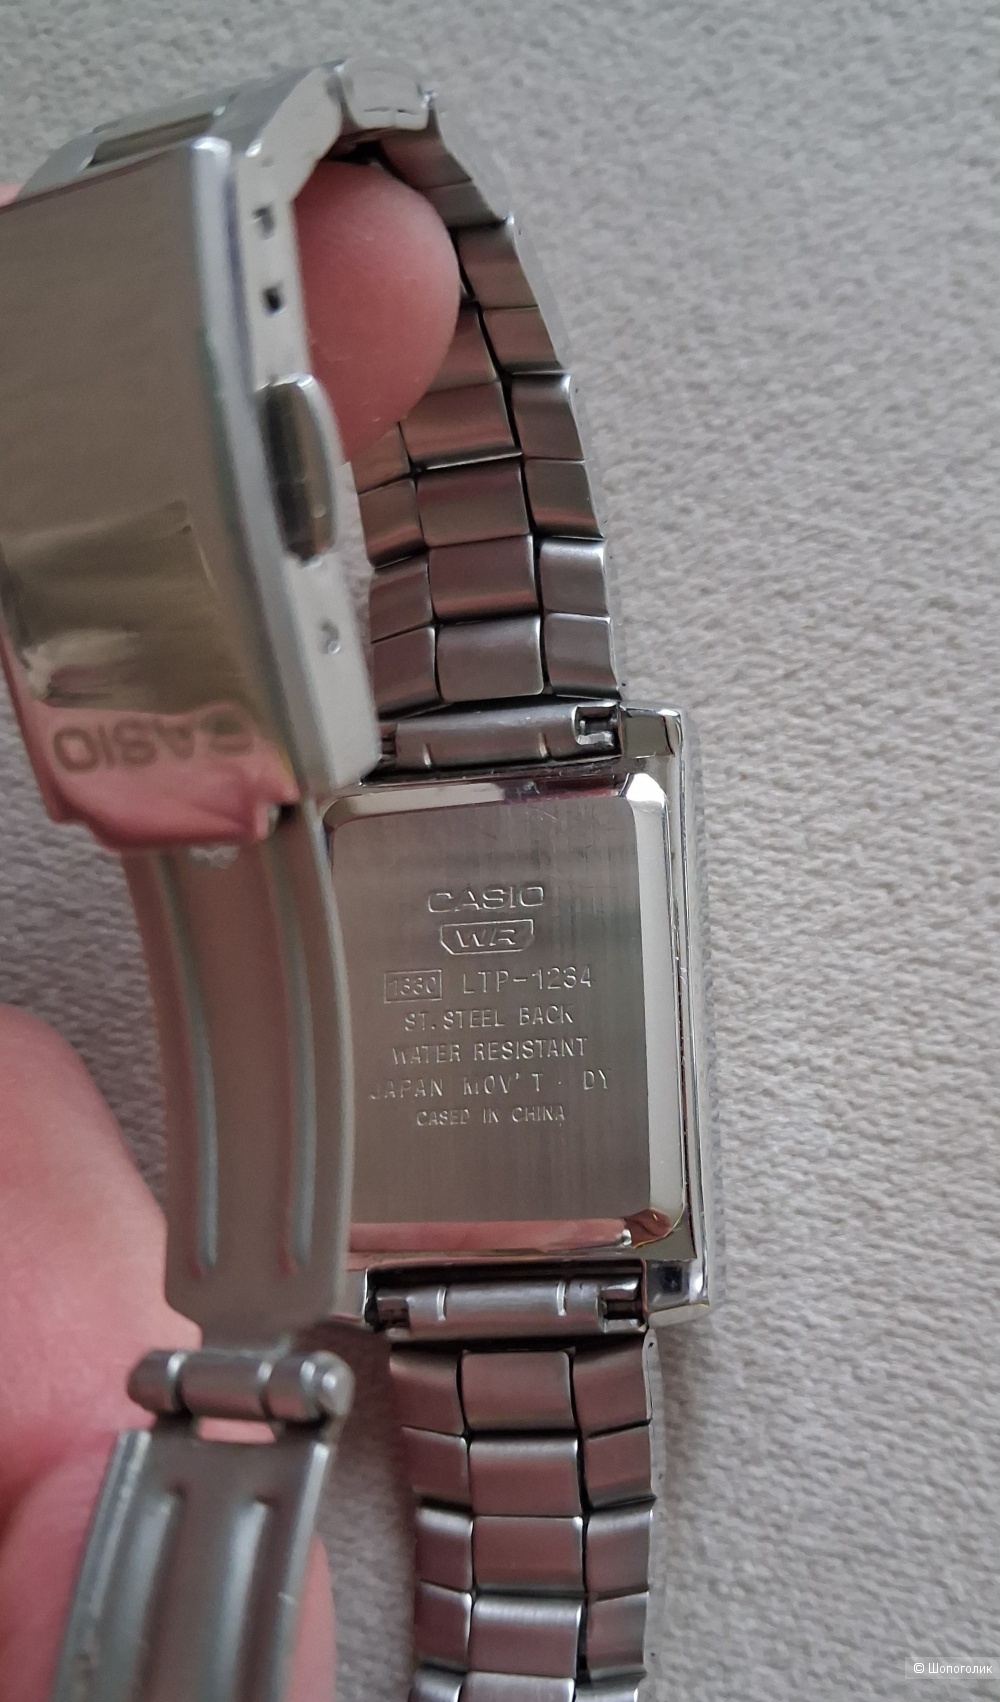 CASIO
CASIO
WR
1330 LTP-1234
ST. STEEL BACK
WATER RESISTANT
JAPAN MOV'T · DY
CASED IN CHINA
© Шопоголик